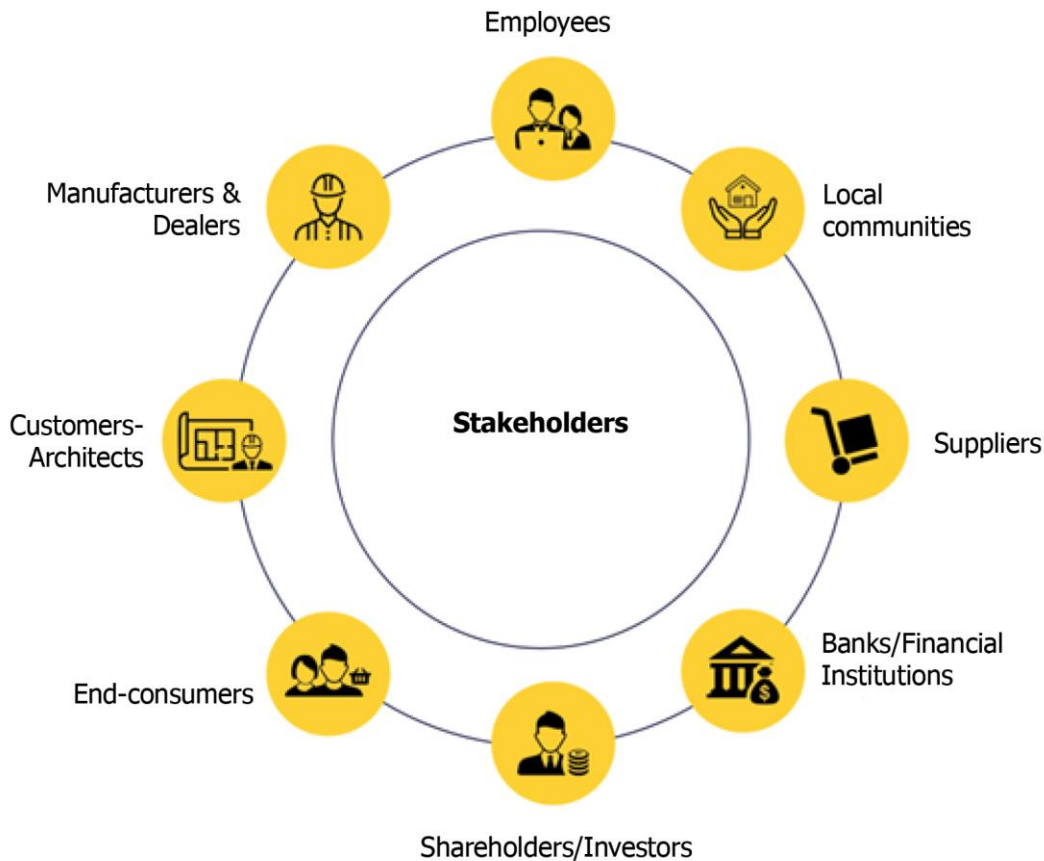 Employees
Manufacturers &
Dealers
Local
communities
Customers-
Architects
Stakeholders
Suppliers
End-consumers
Banks/Financial
Institutions
Shareholders/Investors
$